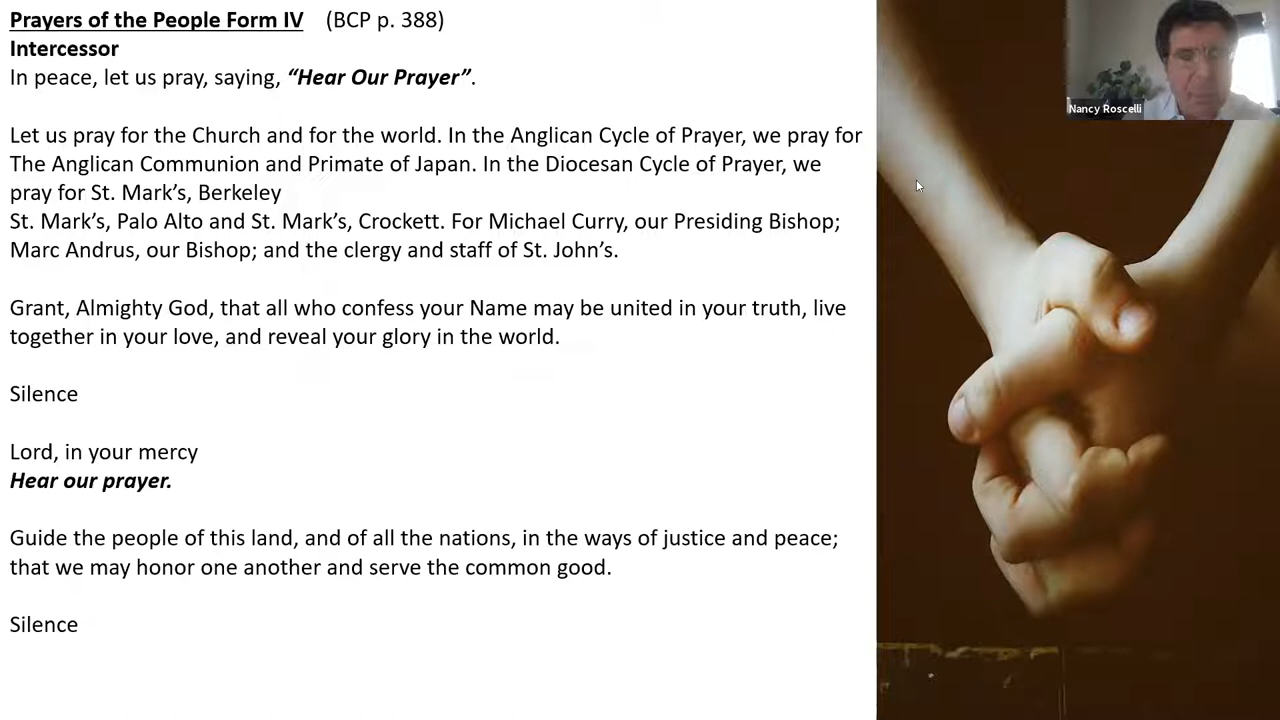 Prayers of the People Form IV (BCP p. 388)
Intercessor
In peace, let us pray, saying, “Hear Our Prayer”.
Let us pray for the Church and for the world. In the Anglican Cycle of Prayer, we pray for
The Anglican Communion and Primate of Japan. In the Diocesan Cycle of Prayer, we
pray for St. Mark’s, Berkeley
St. Mark’s, Palo Alto and St. Mark’s, Crockett. For Michael Curry, our Presiding Bishop;
Marc Andrus, our Bishop; and the clergy and staff of St. John’s.
Grant, Almighty God, that all who confess your Name may be united in your truth, live
together in your love, and reveal your glory in the world.
Silence
Lord, in your mercy
Hear our prayer.
Guide the people of this land, and of all the nations, in the ways of justice and peace;
that we may honor one another and serve the common good.
Silence
Nancy Roscelli